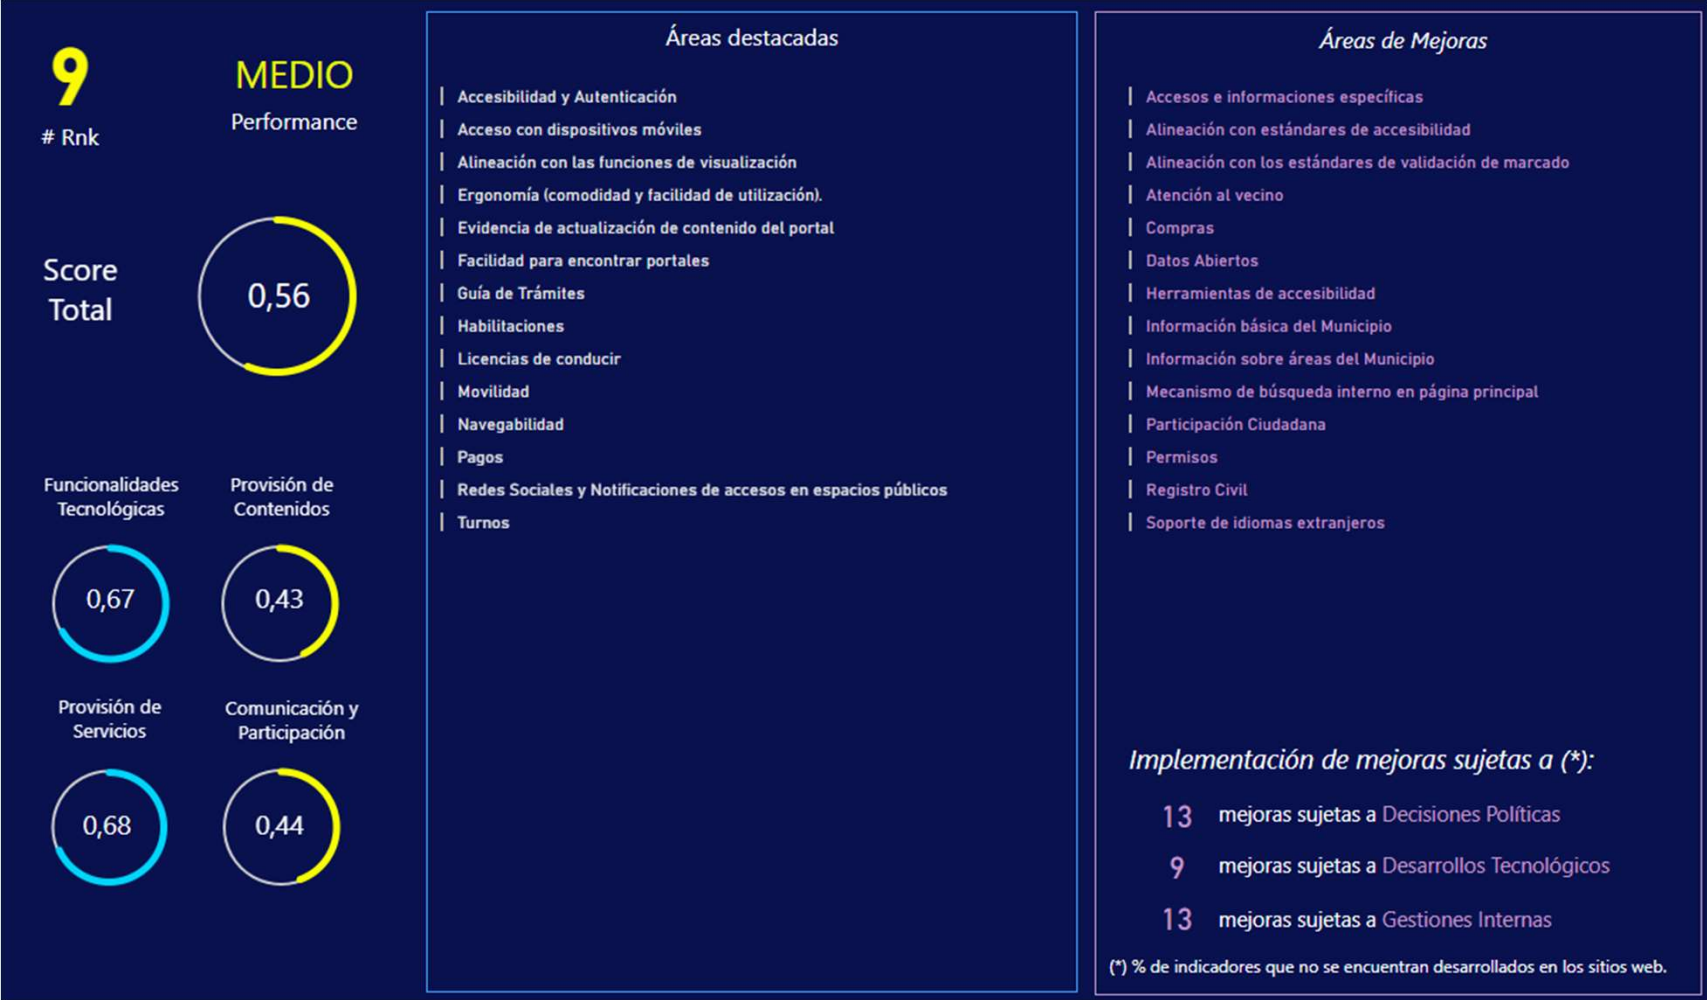 9
# Rnk
MEDIO
Performance
Score
Total
0,56
Funcionalidades
Tecnológicas
0,67
Provisión de
Contenidos
0,43
Provisión de
Servicios
0,68
Comunicación y
Participación
0,44
Áreas destacadas
Accesibilidad y Autenticación
Acceso con dispositivos móviles
Alineación con las funciones de visualización
Ergonomía (comodidad y facilidad de utilización).
Evidencia de actualización de contenido del portal
Facilidad para encontrar portales
Guía de Trámites
Habilitaciones
Licencias de conducir
Movilidad
Navegabilidad
Pagos
Redes Sociales y Notificaciones de accesos en espacios públicos
Turnos
Áreas de Mejoras
Accesos e informaciones específicas
Alineación con estándares de accesibilidad
Alineación con los estándares de validación de marcado
Atención al vecino
Compras
Datos Abiertos
Herramientas de accesibilidad
Información básica del Municipio
Información sobre áreas del Municipio
Mecanismo de búsqueda interno en página principal
Participación Ciudadana
Permisos
Registro Civil
Soporte de idiomas extranjeros
Implementación de mejoras sujetas a (*):
13 mejoras sujetas a Decisiones Políticas
9 mejoras sujetas a Desarrollos Tecnológicos
13 mejoras sujetas a Gestiones Internas
(*) % de indicadores que no se encuentran desarrollados en los sitios web.